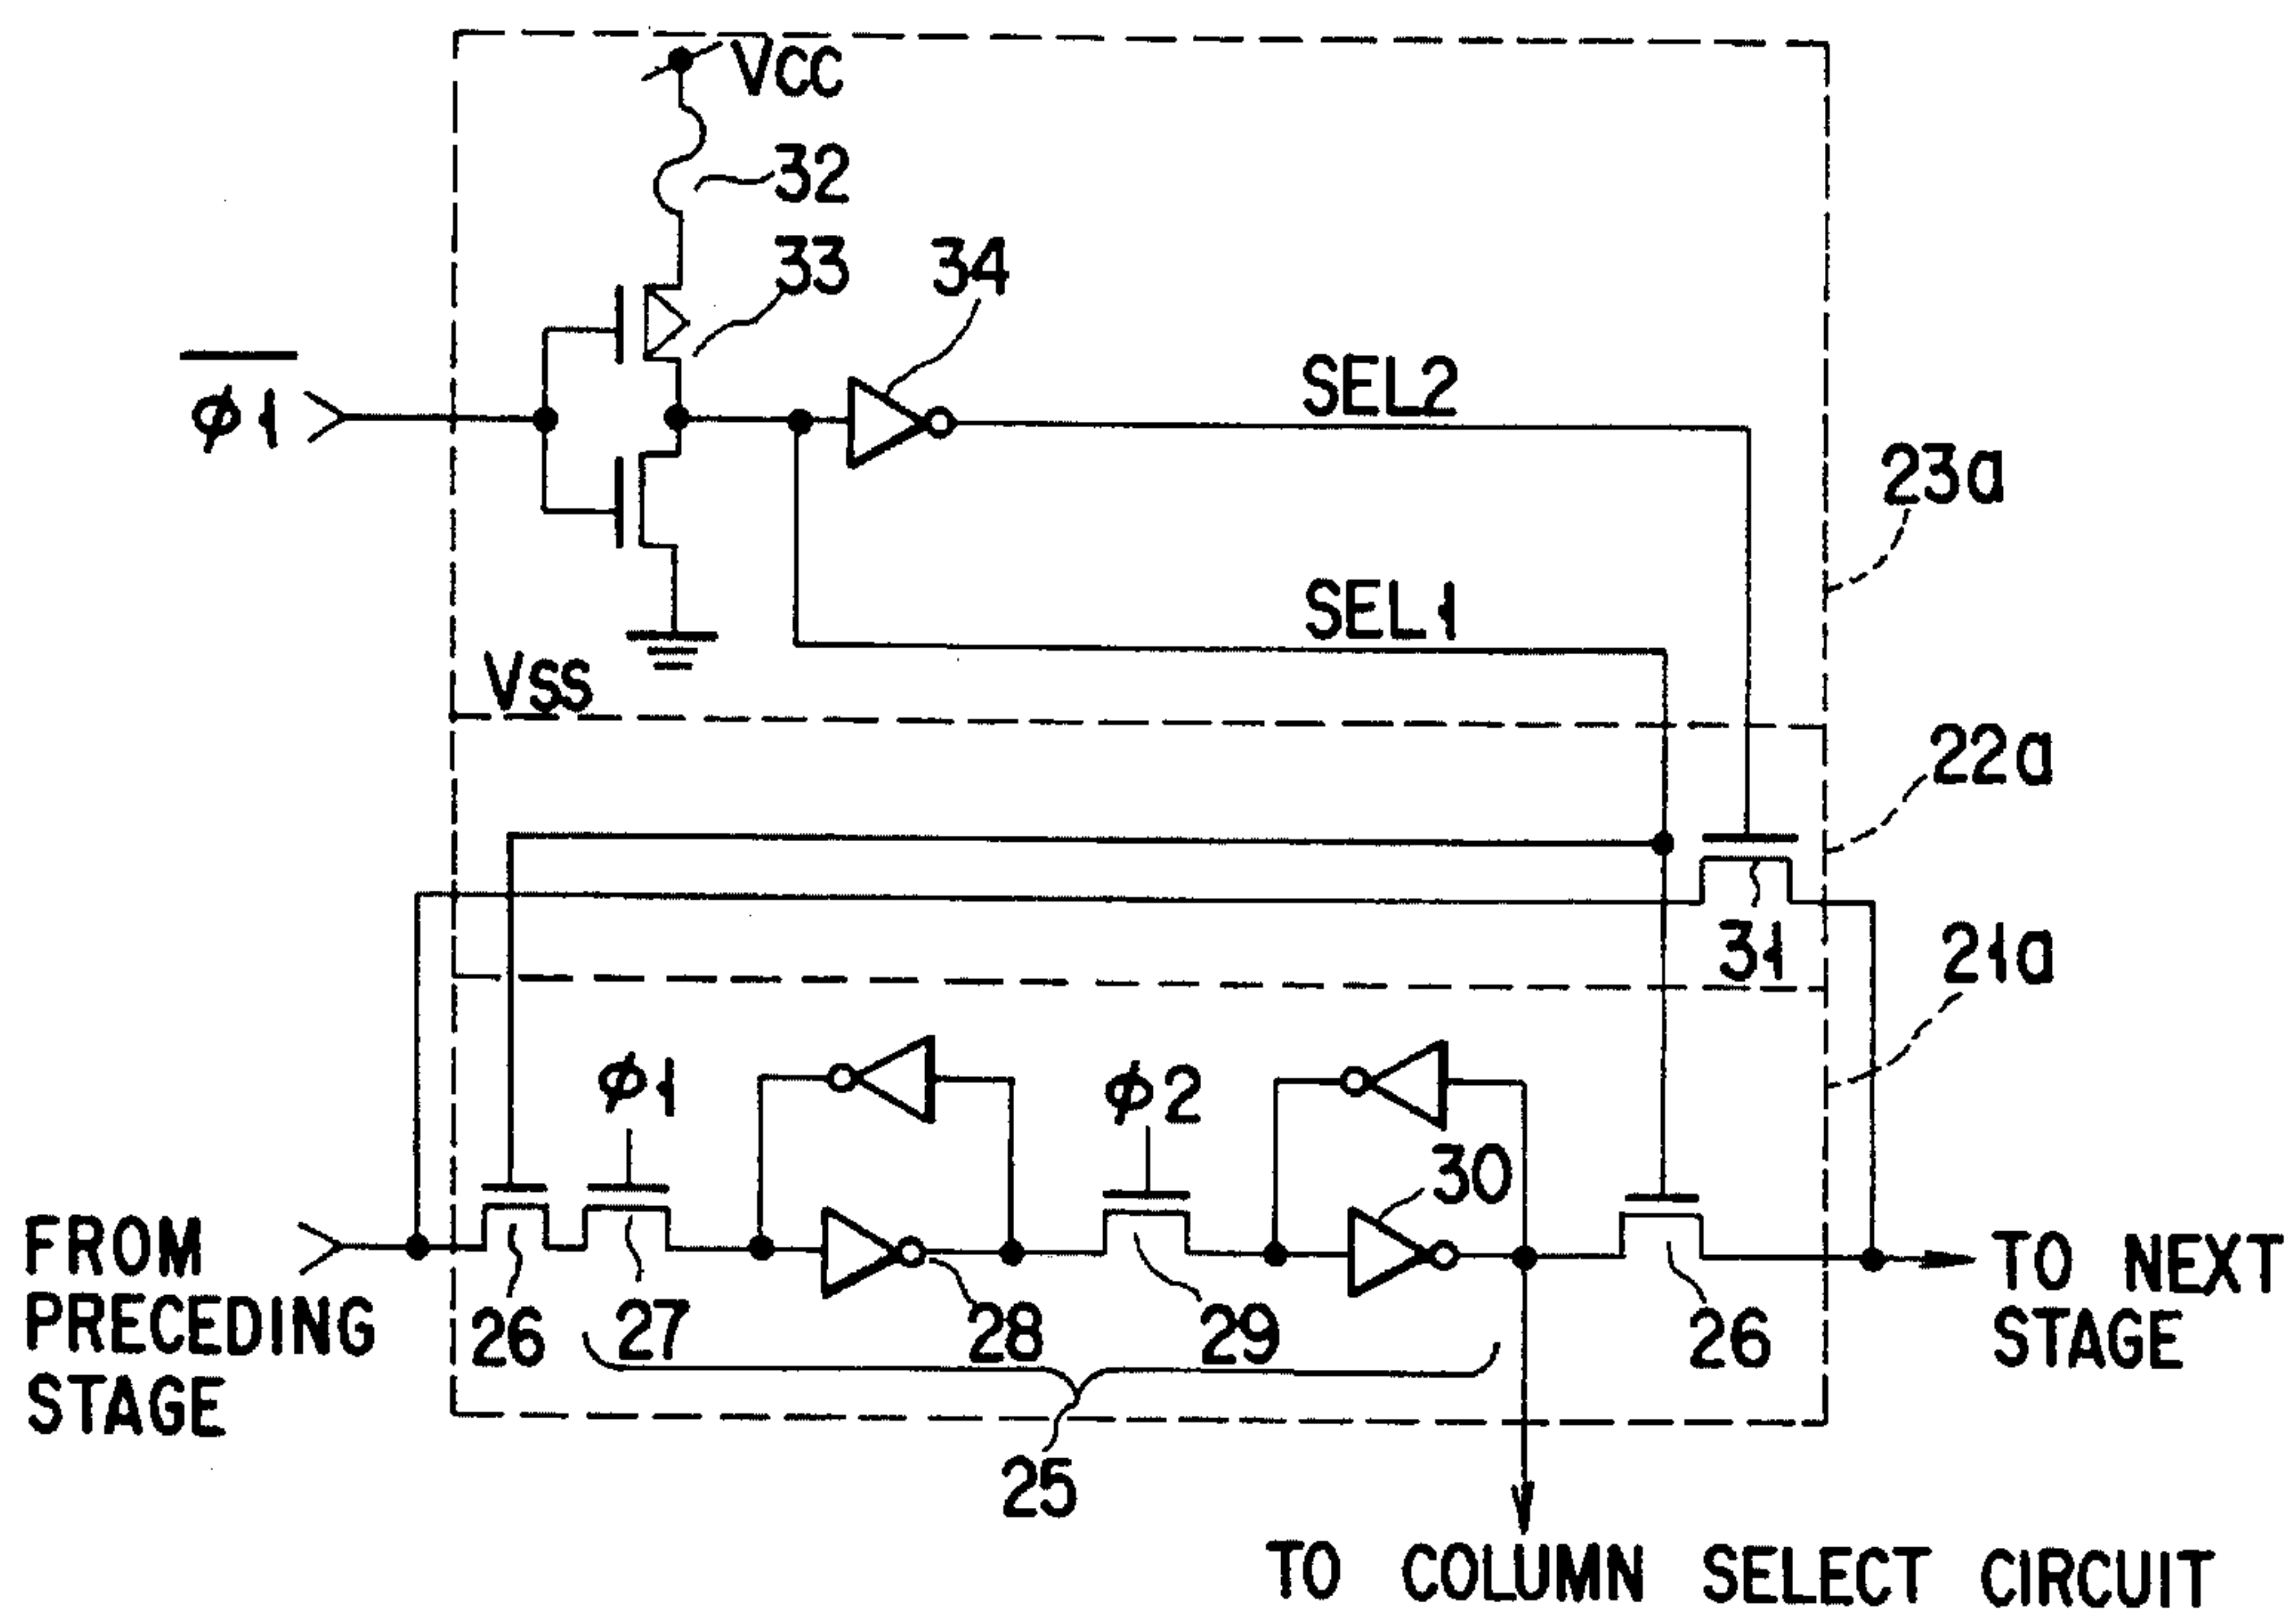 VCC
32
33
34
SEL2
φ1
23a
SEL1
VSS
22a
31
21a
φ1
φ2
30
FROM
PRECEDING
STAGE
26
27
28
29
26
TO NEXT
STAGE
25
TO COLUMN SELECT CIRCUIT